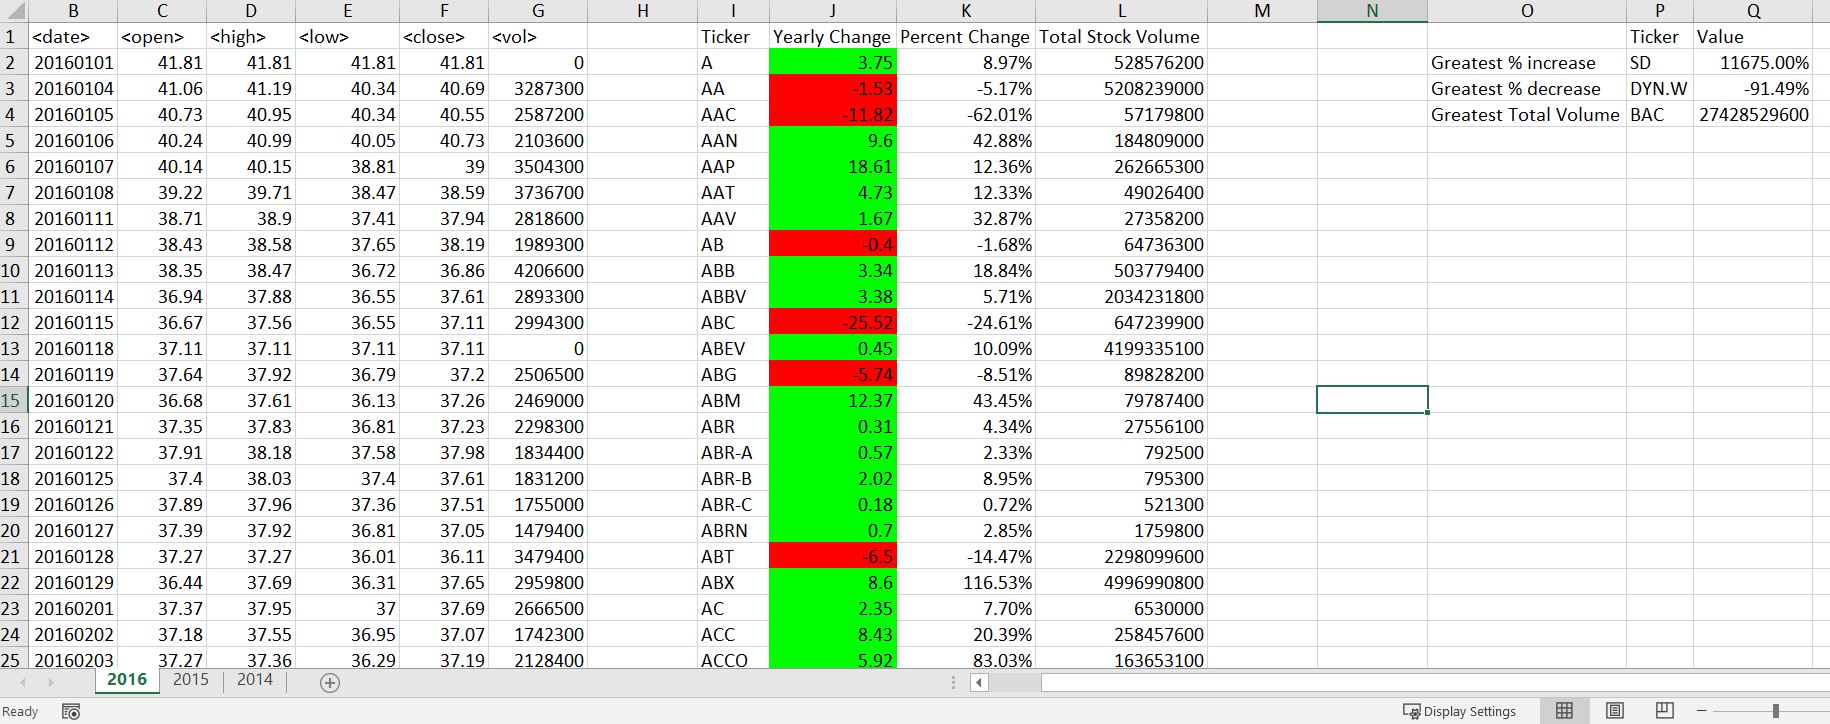 B C D E F G H I J K L M N O P Q
1 <date> <open> <high> <low> <close> <vol> Ticker Yearly Change Percent Change Total Stock Volume Ticker Value
2 20160101 41.81 41.81 41.81 41.81 0 A 3.75 8.97% 528576200 Greatest % increase SD 11675.00%
3 20160104 41.06 41.19 40.34 40.69 3287300 AA -1.53 -5.17% 5208239000 Greatest % decrease DYN.W -91.49%
4 20160105 40.73 40.95 40.34 40.55 2587200 AAC -11.82 -62.01% 57179800 Greatest Total Volume BAC 27428529600
5 20160106 40.24 40.99 40.05 40.73 2103600 AAN 9.6 42.88% 184809000
6 20160107 40.14 40.15 38.81 39 3504300 AAP 18.61 12.36% 262665300
7 20160108 39.22 39.71 38.47 38.59 3736700 AAT 4.73 12.33% 49026400
8 20160111 38.71 38.9 37.41 37.94 2818600 AAV 1.67 32.87% 27358200
9 20160112 38.43 38.58 37.65 38.19 1989300 AB -0.4 -1.68% 64736300
10 20160113 38.35 38.47 36.72 36.86 4206600 ABB 3.34 18.84% 503779400
11 20160114 36.94 37.88 36.55 37.61 2893300 ABBV 3.38 5.71% 2034231800
12 20160115 36.67 37.56 36.55 37.11 2994300 ABC -25.52 -24.61% 647239900
13 20160118 37.11 37.11 37.11 37.11 0 ABEV 0.45 10.09% 4199335100
14 20160119 37.64 37.92 36.79 37.2 2506500 ABG -5.74 -8.51% 89828200
15 20160120 36.68 37.61 36.13 37.26 2469000 ABM 12.37 43.45% 79787400
16 20160121 37.35 37.83 36.81 37.23 2298300 ABR 0.31 4.34% 27556100
17 20160122 37.91 38.18 37.58 37.98 1834400 ABR-A 0.57 2.33% 792500
18 20160125 37.4 38.03 37.4 37.61 1831200 ABR-B 2.02 8.95% 795300
19 20160126 37.89 37.96 37.36 37.51 1755000 ABR-C 0.18 0.72% 521300
20 20160127 37.39 37.92 36.81 37.05 1479400 ABRN 0.7 2.85% 1759800
21 20160128 37.27 37.27 36.01 36.11 3479400 ABT -6.5 -14.47% 2298099600
22 20160129 36.44 37.69 36.31 37.65 2959800 ABX 8.6 116.53% 4996990800
23 20160201 37.37 37.95 37 37.69 2666500 AC 2.35 7.70% 6530000
24 20160202 37.18 37.55 36.95 37.07 1742300 ACC 8.43 20.39% 258457600
25 20160203 37.27 37.36 36.29 37.19 2128400 ACCO 5.92 83.03% 163653100
2016 2015 2014
Ready Display Settings